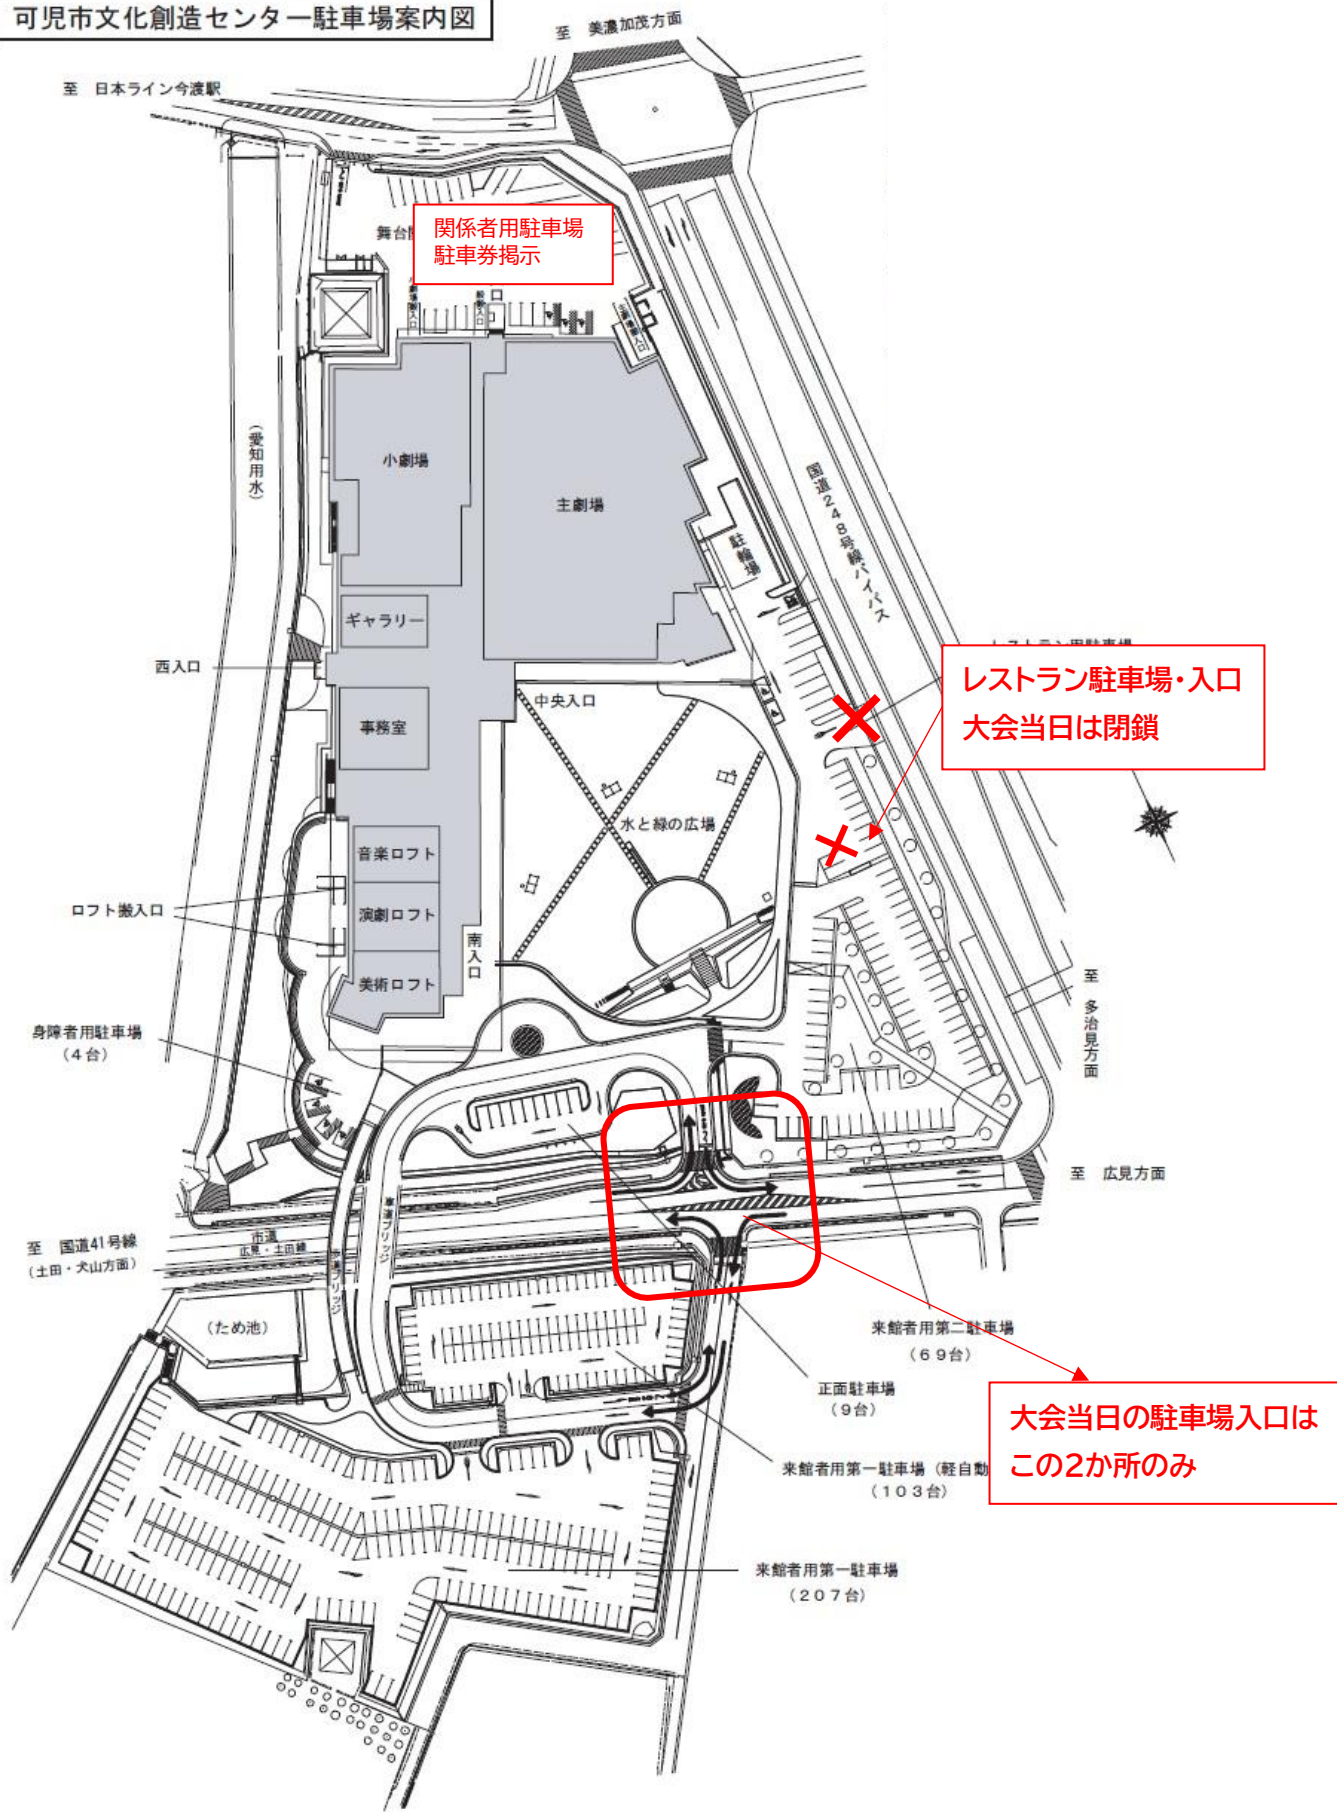 可児市文化創造センター駐車場案内図
至 美濃加茂方面
至 日本ライン今渡駅
関係者用駐車場
駐車券掲示
舞台
小劇場
主劇場
(愛知用水)
国道248号線バイパス
駐輪場
ギャラリー
西入口
レストラン駐車場・入口
大会当日は閉鎖
中央入口
事務室
水と緑の広場
音楽ロフト
ロフト搬入口
演劇ロフト
南入口
美術ロフト
至 多治見方面
身障者用駐車場
(4台)
至 広見方面
至 国道41号線
(土田・犬山方面)
市道
広見・土田線
(ため池)
来館者用第二駐車場
(69台)
正面駐車場
(9台)
大会当日の駐車場入口は
この2か所のみ
来館者用第一駐車場(軽自動
(103台)
来館者用第一駐車場
(207台)